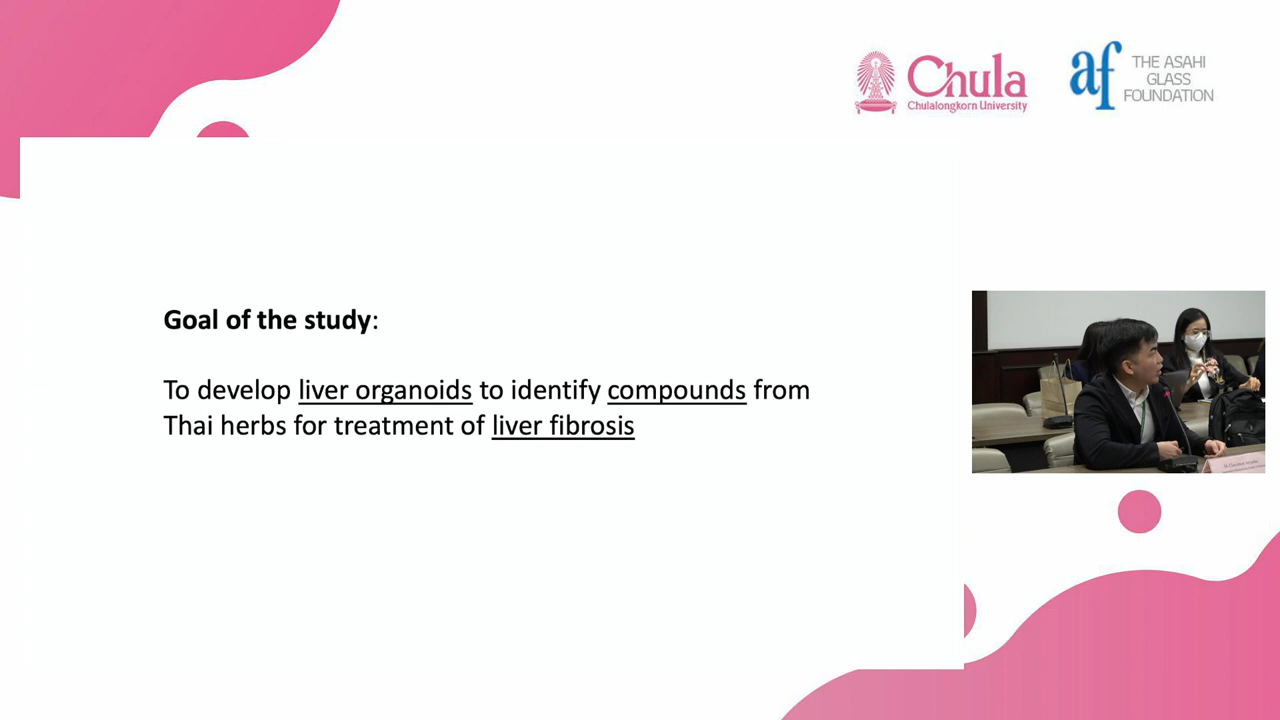 Chula
Chulalongkorn University
af
THE ASAHI
GLASS
FOUNDATION
Goal of the study:
To develop liver organoids to identify compounds from
Thai herbs for treatment of liver fibrosis